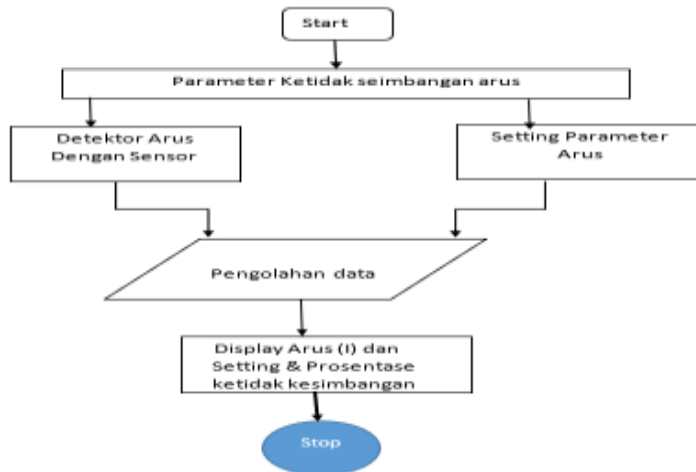 Start
Parameter Ketidak seimbangan arus
Detektor Arus
Dengan Sensor
Setting Parameter
Arus
Pengolahan data
Display Arus (I) dan
Setting & Prosentase
ketidak kesimbangan
Stop